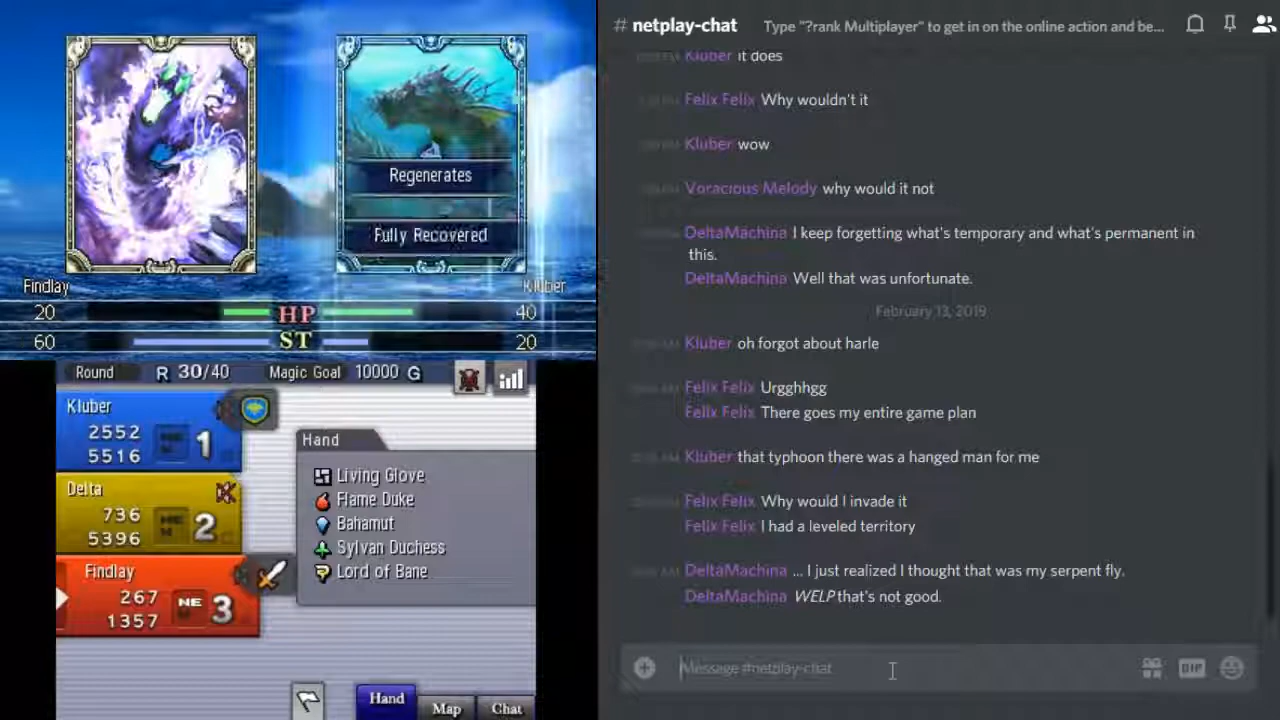 Regenerates
Fully Recovered
Findlay
Kluber
20
HP
40
60
ST
20
Round R 30/40 Magic Goal 10000 G
Kluber
2552
5516
1
Delta
736
5396
2
Findlay
267
1357
NE
3
Hand
Living Glove
Flame Duke
Bahamut
Sylvan Duchess
Lord of Bane
Hand
Map
Chat
# netplay-chat Type "?rank Multiplayer" to get in on the online action and be...
Kluber it does
Felix Felix Why wouldn't it
Kluber wow
Voracious Melody why would it not
DeltaMachina I keep forgetting what's temporary and what's permanent in
this.
DeltaMachina Well that was unfortunate.
February 13, 2019
Kluber oh forgot about harle
Felix Felix Urgghhgg
Felix Felix There goes my entire game plan
Kluber that typhoon there was a hanged man for me
Felix Felix Why would I invade it
Felix Felix I had a leveled territory
DeltaMachina ... I just realized I thought that was my serpent fly.
DeltaMachina WELP that's not good.
Message #netplay-chat
GIF